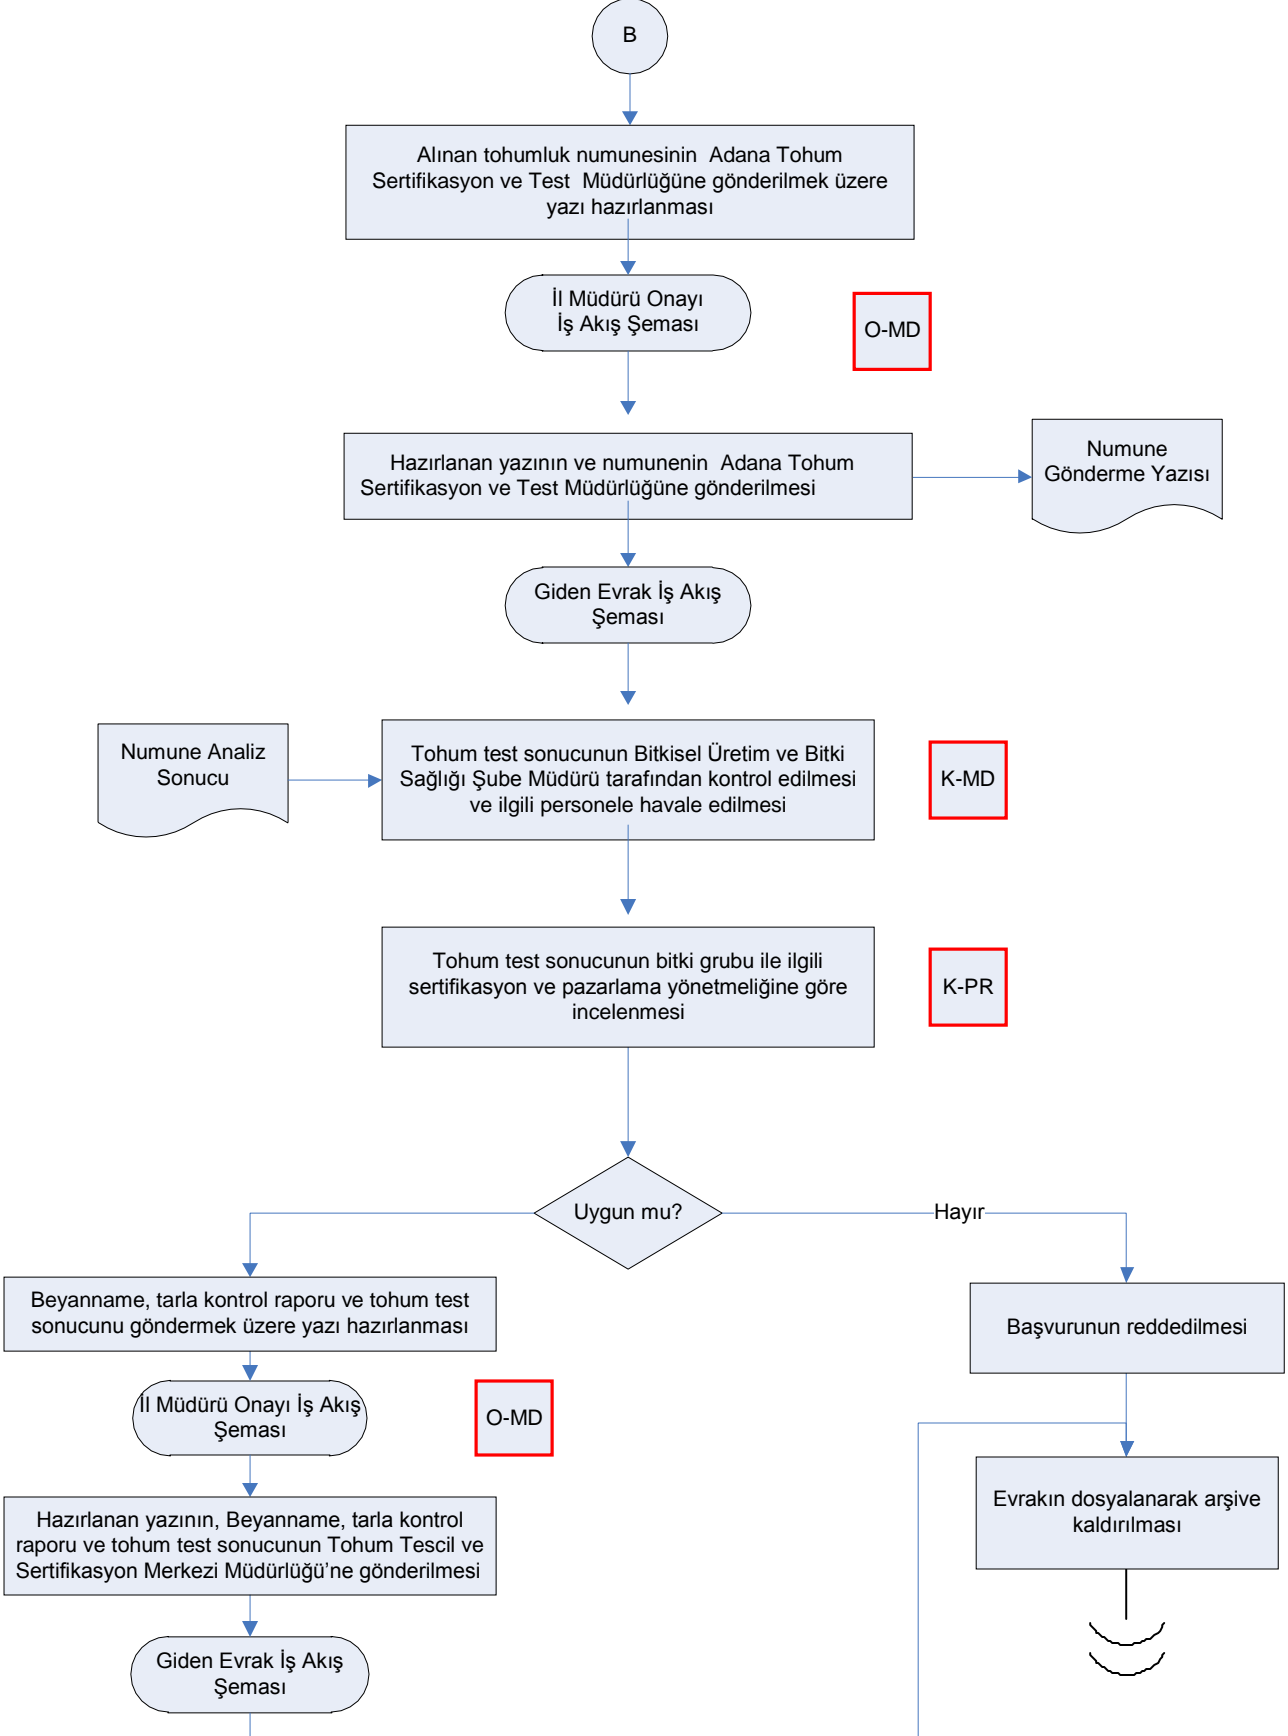 B
Alınan tohumluk numunesinin  Adana Tohum
Sertifikasyon ve Test  Müdürlüğüne gönderilmek üzere
yazı hazırlanması
İl Müdürü Onayı
İş Akış Şeması
O-MD
Hazırlanan yazının ve numunenin  Adana Tohum
Sertifikasyon ve Test Müdürlüğüne gönderilmesi
Numune
Gönderme Yazısı
Giden Evrak İş Akış
Şeması
Numune Analiz
Sonucu
Tohum test sonucunun Bitkisel Üretim ve Bitki
Sağlığı Şube Müdürü tarafından kontrol edilmesi
ve ilgili personele havale edilmesi
K-MD
Tohum test sonucunun bitki grubu ile ilgili
sertifikasyon ve pazarlama yönetmeliğine göre
incelenmesi
K-PR
Uygun mu?
Hayır
Beyanname, tarla kontrol raporu ve tohum test
sonucunu göndermek üzere yazı hazırlanması
Başvurunun reddedilmesi
İl Müdürü Onayı İş Akış
Şeması
O-MD
Evrakın dosyalanarak arşive
kaldırılması
Hazırlanan yazının, Beyanname, tarla kontrol
raporu ve tohum test sonucunun Tohum Tescil ve
Sertifikasyon Merkezi Müdürlüğü’ne gönderilmesi
Giden Evrak İş Akış
Şeması